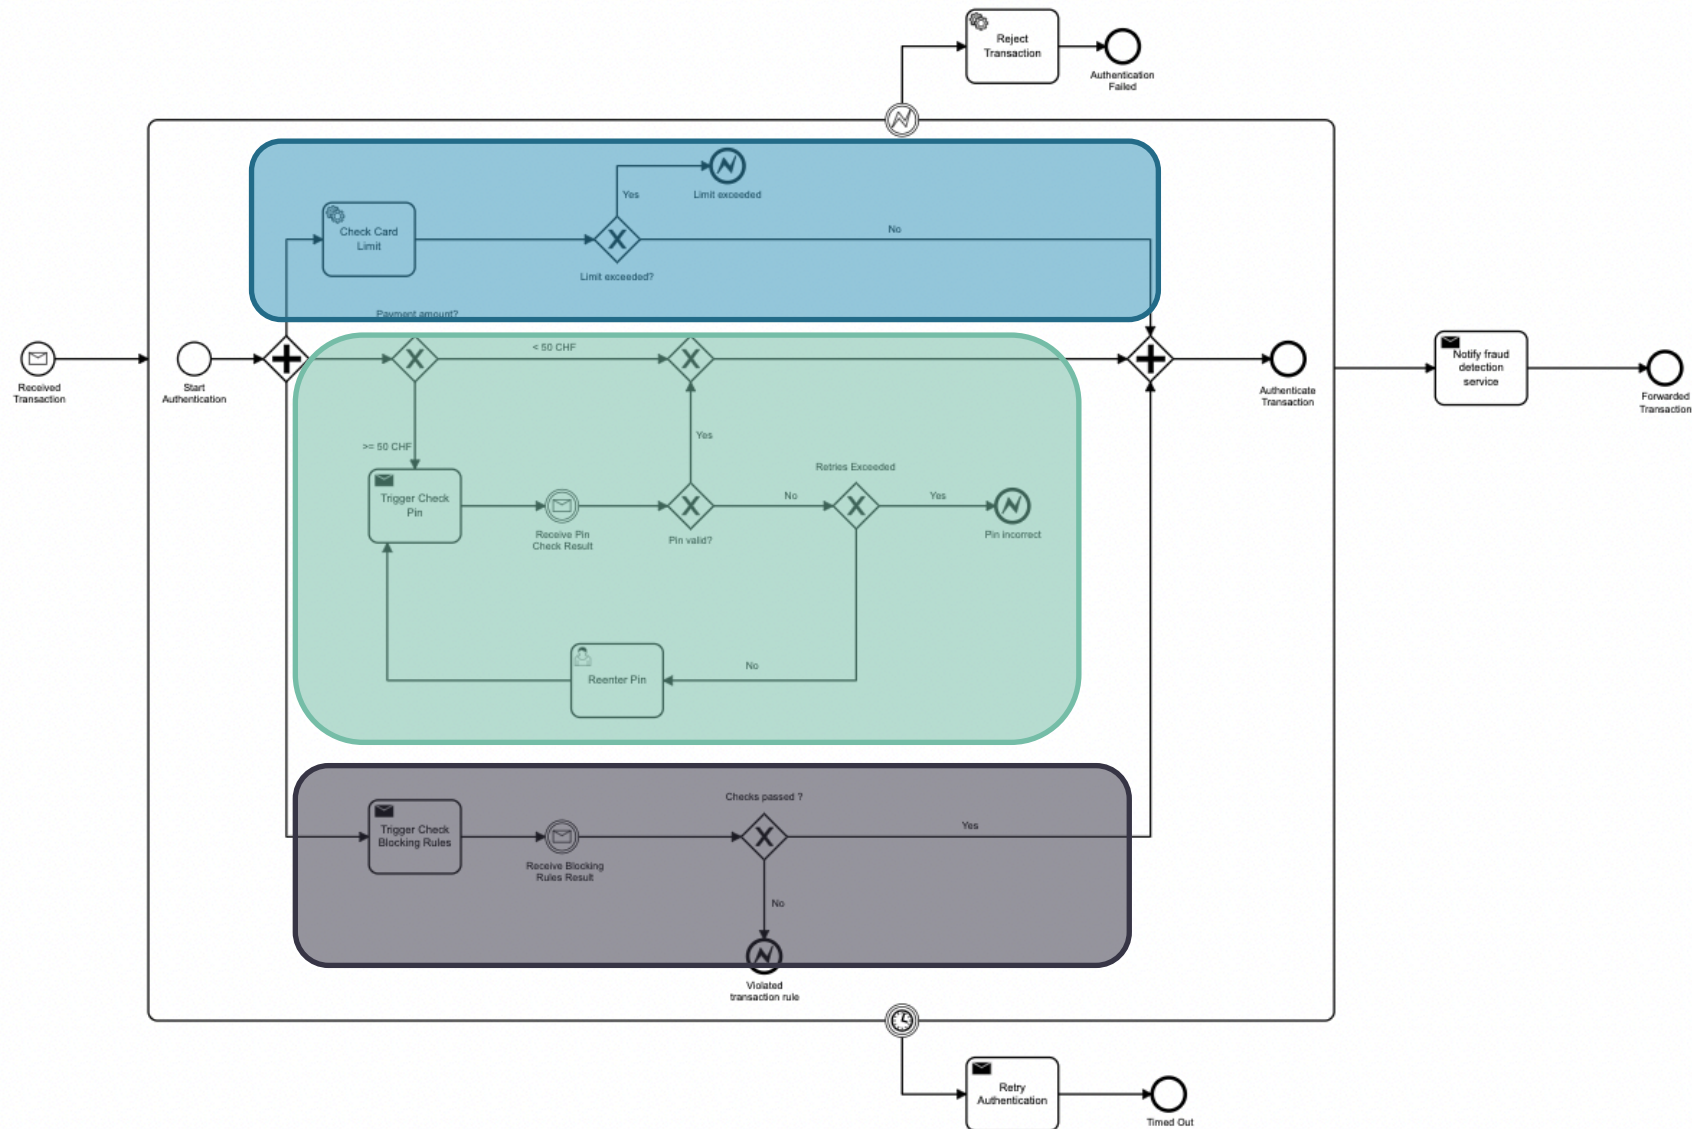 Reject
Transaction
Authentication
Failed
Yes
Limit exceeded
Check Card
Limit
No
Limit exceeded?
Payment amount?
< 50 CHF
Received
Transaction
Start
Authentication
Authenticate
Transaction
Notify fraud
detection
service
Forwarded
Transaction
>= 50 CHF
Yes
Retries Exceeded
Trigger Check
Pin
Receive Pin
Check Result
Pin valid?
No
Yes
Pin incorrect
Reenter Pin
No
Checks passed ?
Trigger Check
Blocking Rules
Receive Blocking
Rules Result
Yes
No
Violated
transaction rule
Retry
Authentication
Timed Out